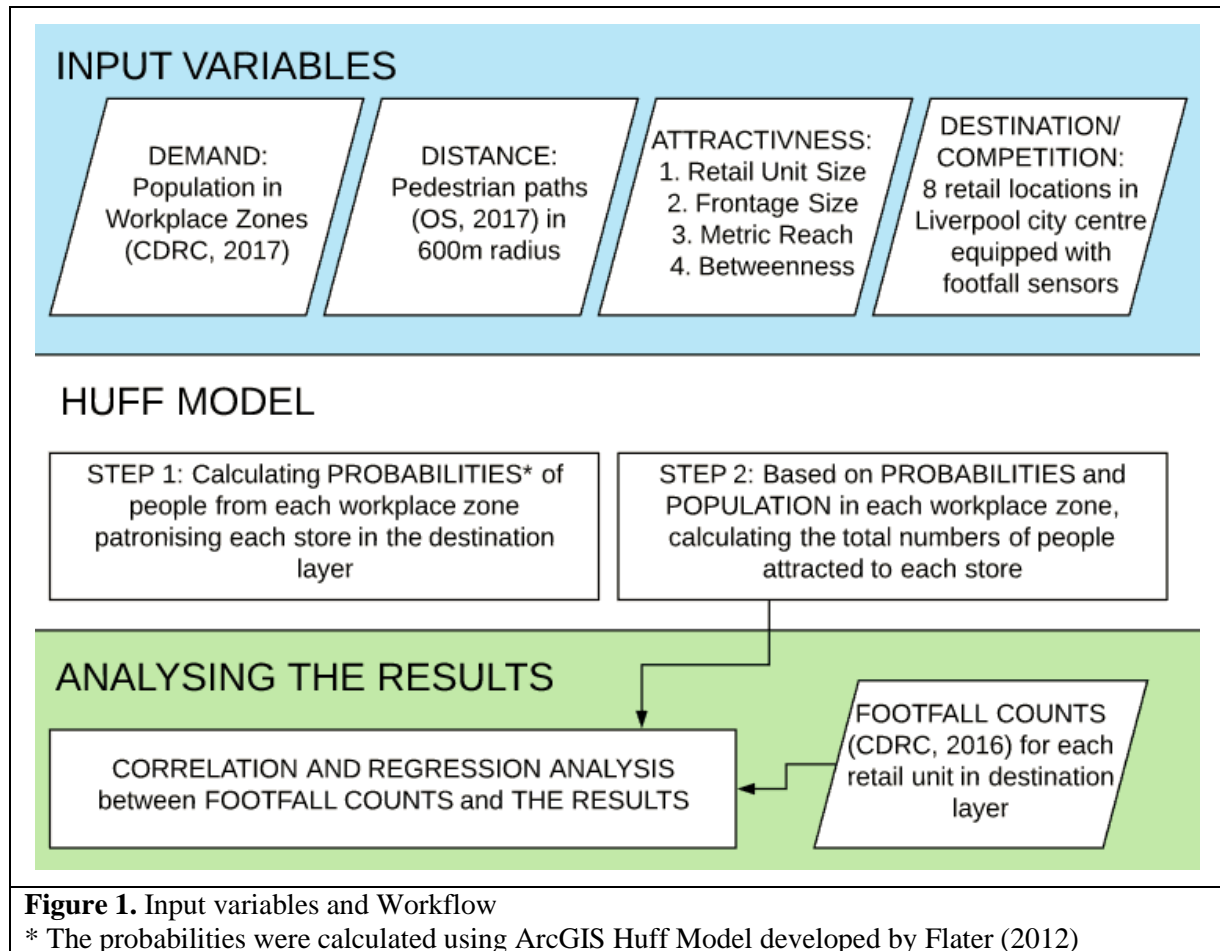 INPUT VARIABLES
DEMAND:
Population in
Workplace Zones
(CDRC, 2017)
DISTANCE:
Pedestrian paths
(OS, 2017) in
600m radius
ATTRACTIVNESS:
1. Retail Unit Size
2. Frontage Size
3. Metric Reach
4. Betweenness
DESTINATION/
COMPETITION:
8 retail locations in
Liverpool city centre
equipped with
footfall sensors
HUFF MODEL
STEP 1: Calculating PROBABILITIES* of
people from each workplace zone
patronising each store in the destination
layer
STEP 2: Based on PROBABILITIES and
POPULATION in each workplace zone,
calculating the total numbers of people
attracted to each store
ANALYSING THE RESULTS
CORRELATION AND REGRESSION ANALYSIS
between FOOTFALL COUNTS and THE RESULTS
FOOTFALL COUNTS
(CDRC, 2016) for each
retail unit in destination
layer
Figure 1. Input variables and Workflow
* The probabilities were calculated using ArcGIS Huff Model developed by Flater (2012)